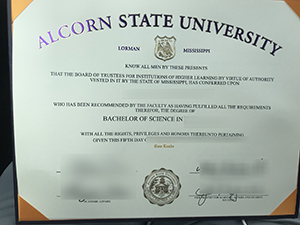 ALCORN STATE UNIVERSITY
LORMAN MISSISSIPPI
KNOW ALL MEN BY THESE PRESENTS
THAT THE BOARD OF TRUSTEES FOR INSTITUTIONS OF HIGHER LEARNING BY VIRTUE OF AUTHORITY
VESTED IN IT BY THE STATE OF MISSISSIPPI, HAS CONFERRED UPON
WHO HAS BEEN RECOMMENDED BY THE FACULTY AS HAVING FULFILLED ALL THE REQUIREMENTS
THEREFOR, THE DEGREE OF
BACHELOR OF SCIENCE IN
WITH ALL THE RIGHTS, PRIVILEGES AND HONORS THEREUNTO PERTAINING
GIVEN THIS FIFTH DAY